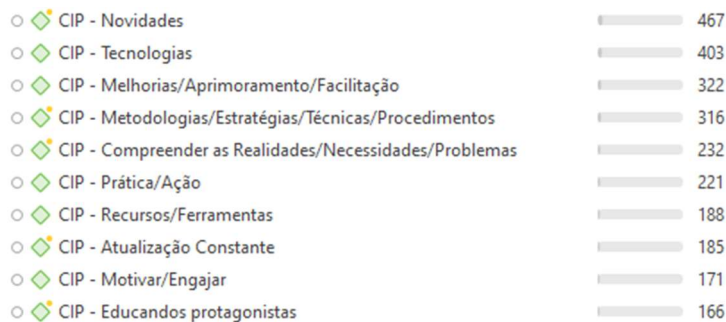 CIP - Novidades 467
CIP - Tecnologias 403
CIP - Melhorias/Aprimoramento/Facilitação 322
CIP - Metodologias/Estratégias/Técnicas/Procedimentos 316
CIP - Compreender as Realidades/Necessidades/Problemas 232
CIP - Prática/Ação 221
CIP - Recursos/Ferramentas 188
CIP - Atualização Constante 185
CIP - Motivar/Engajar 171
CIP - Educandos protagonistas 166